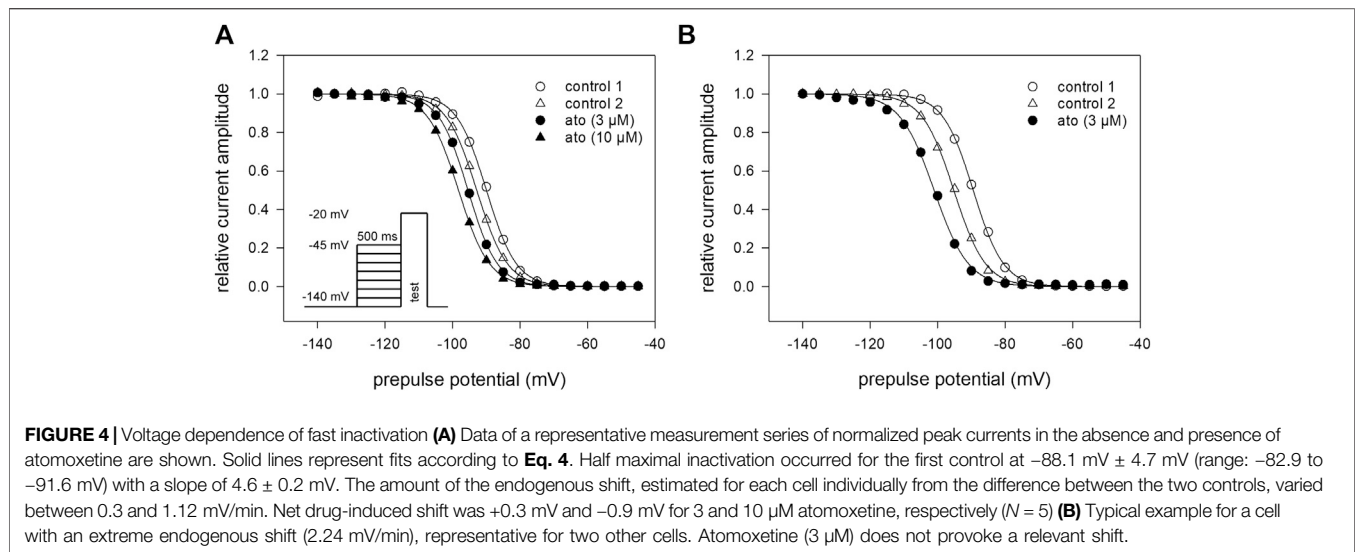 A
B
1.2
1.0
0.8
0.6
0.4
0.2
0.0
relative current amplitude
control 1
control 2
ato (3 µM)
ato (10 µM)
-20 mV
500 ms
-45 mV
-140 mV
test
-140
-120
-100
-80
-60
-40
prepulse potential (mV)
1.2
1.0
0.8
0.6
0.4
0.2
0.0
relative current amplitude
control 1
control 2
ato (3 µM)
-140
-120
-100
-80
-60
-40
prepulse potential (mV)
FIGURE 4 | Voltage dependence of fast inactivation (A) Data of a representative measurement series of normalized peak currents in the absence and presence of
atomoxetine are shown. Solid lines represent fits according to Eq. 4. Half maximal inactivation occurred for the first control at −88.1 mV ± 4.7 mV (range: −82.9 to
−91.6 mV) with a slope of 4.6 ± 0.2 mV. The amount of the endogenous shift, estimated for each cell individually from the difference between the two controls, varied
between 0.3 and 1.12 mV/min. Net drug-induced shift was +0.3 mV and −0.9 mV for 3 and 10 µM atomoxetine, respectively (N = 5) (B) Typical example for a cell
with an extreme endogenous shift (2.24 mV/min), representative for two other cells. Atomoxetine (3 µM) does not provoke a relevant shift.